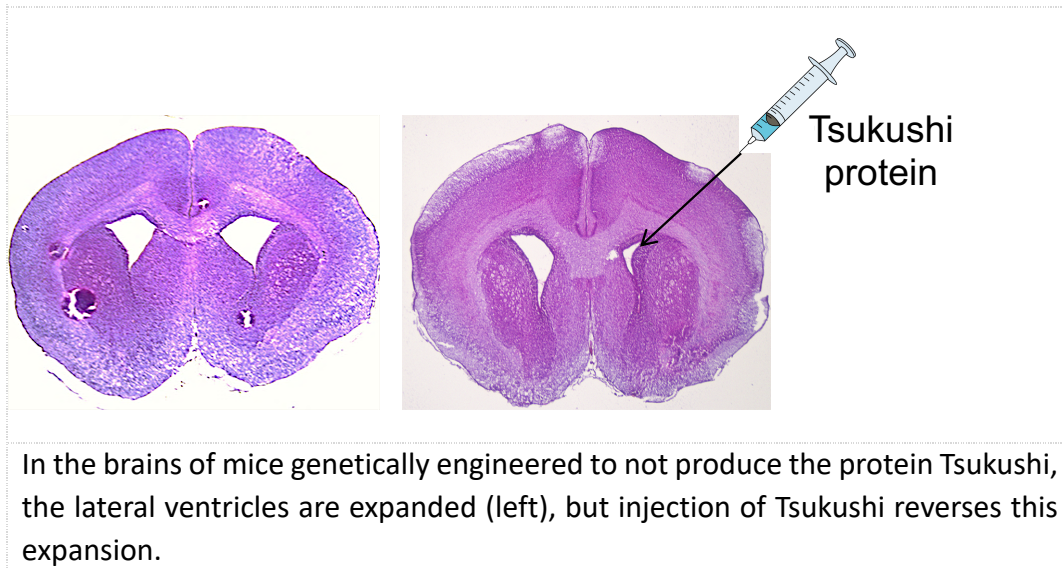 Tsukushi
protein
In the brains of mice genetically engineered to not produce the protein Tsukushi,
the lateral ventricles are expanded (left), but injection of Tsukushi reverses this
expansion.